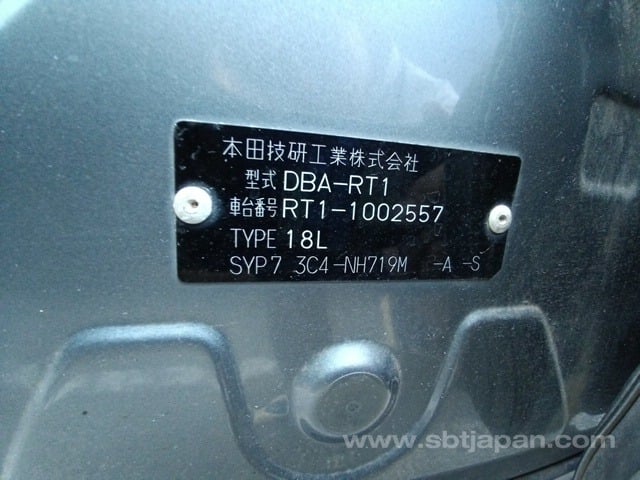 本田技研工業株式会社
型式 DBA-RT1
車台番号 RT1-1002557
TYPE 18L
SYP7 3C4-NH719M -A -S
www.sbtjapan.com